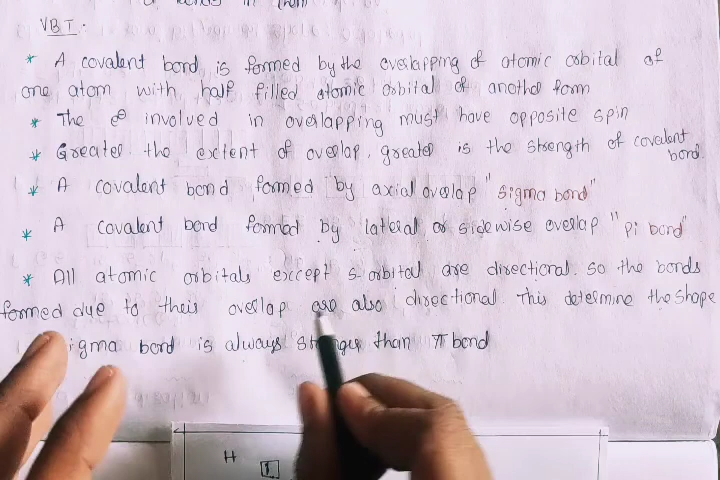 VBT.
* A covalent bond is formed by the overlapping of atomic orbital of
one atom with half filled atomic orbital of another form
* The e⊖ involved in overlapping must have opposite spin
* Greater the extent of overlap, greater is the strength of covalent
bond.
* A covalent bond formed by axial overlap "sigma bond"
* A covalent bond formed by lateral or sidewise overlap "pi bond"
* All atomic orbitals except s-orbital are directional. So the bonds
formed due to their overlap are also directional. This determine the shape
igma bond is always stronger than π bond
H
1